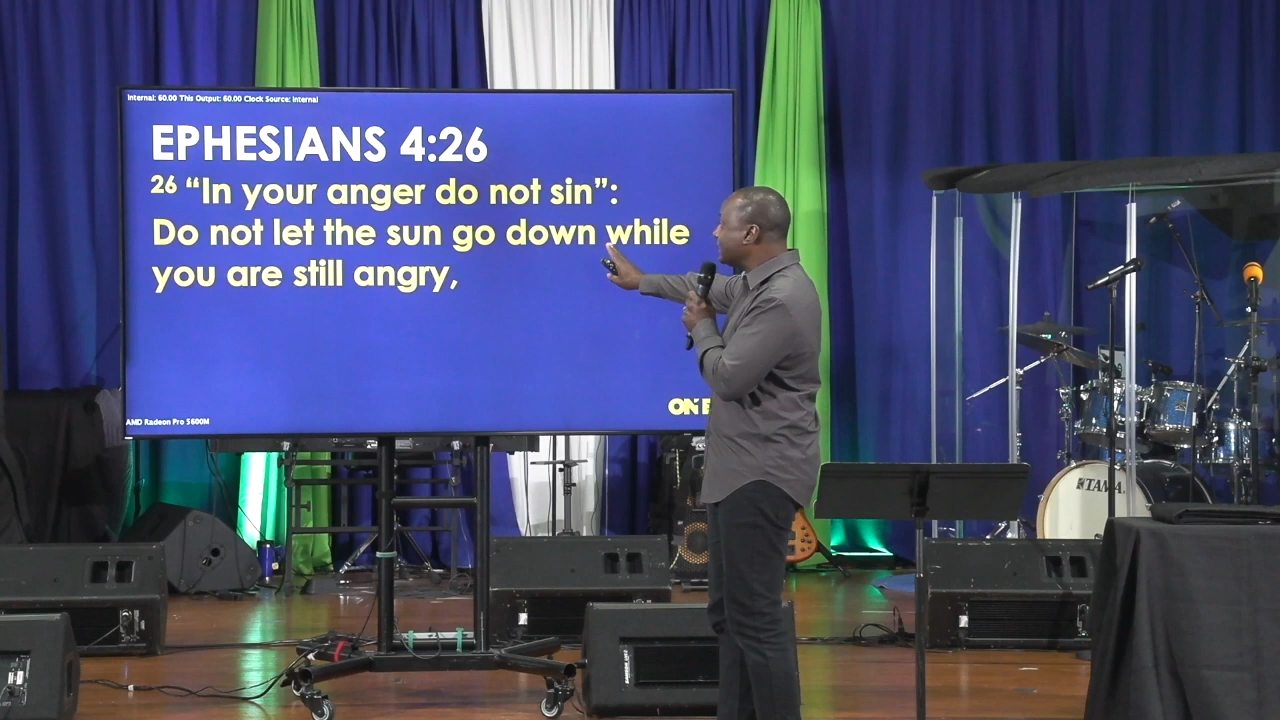 Internal: 60.00 This Output: 60.00 Clock Source: Internal
EPHESIANS 4:26
26 “In your anger do not sin”:
Do not let the sun go down while
you are still angry,
AMD Radeon Pro 5600M
TAMA